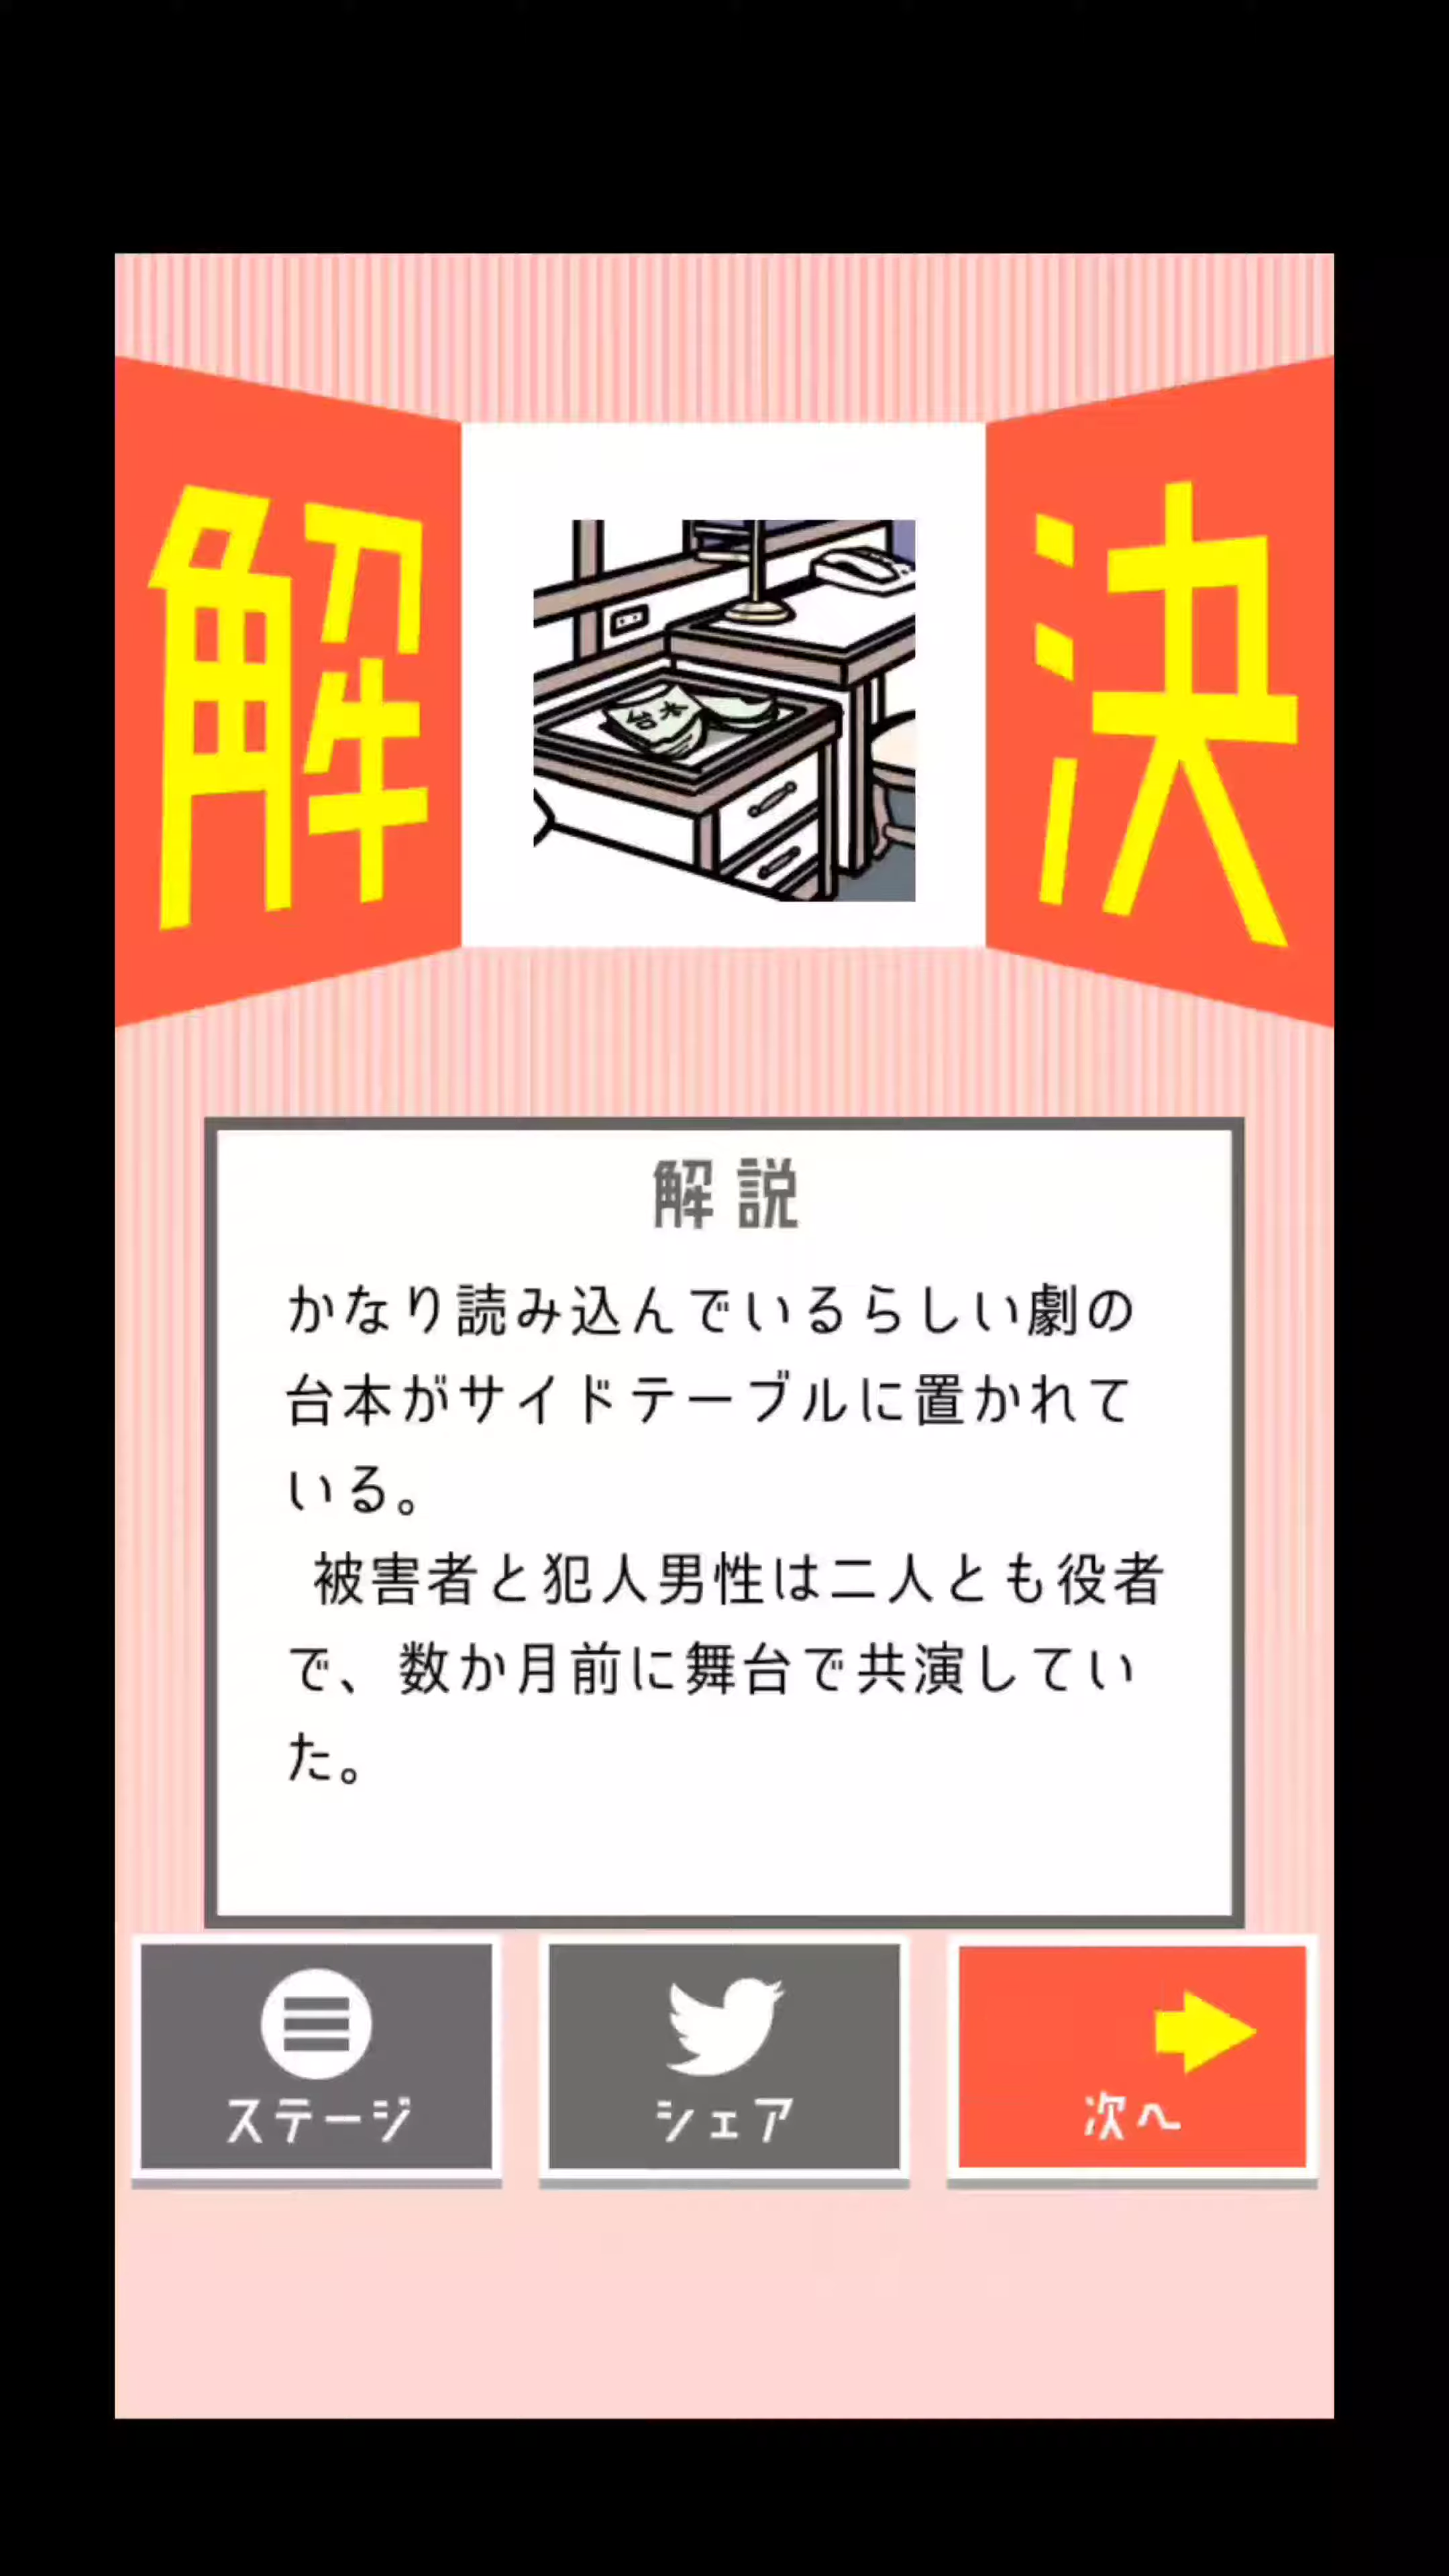 解決
台本
解説
かなり読み込んでいるらしい劇の
台本がサイドテーブルに置かれて
いる。
被害者と犯人男性は二人とも役者
で、数か月前に舞台で共演してい
た。
ステージ
シェア
次へ